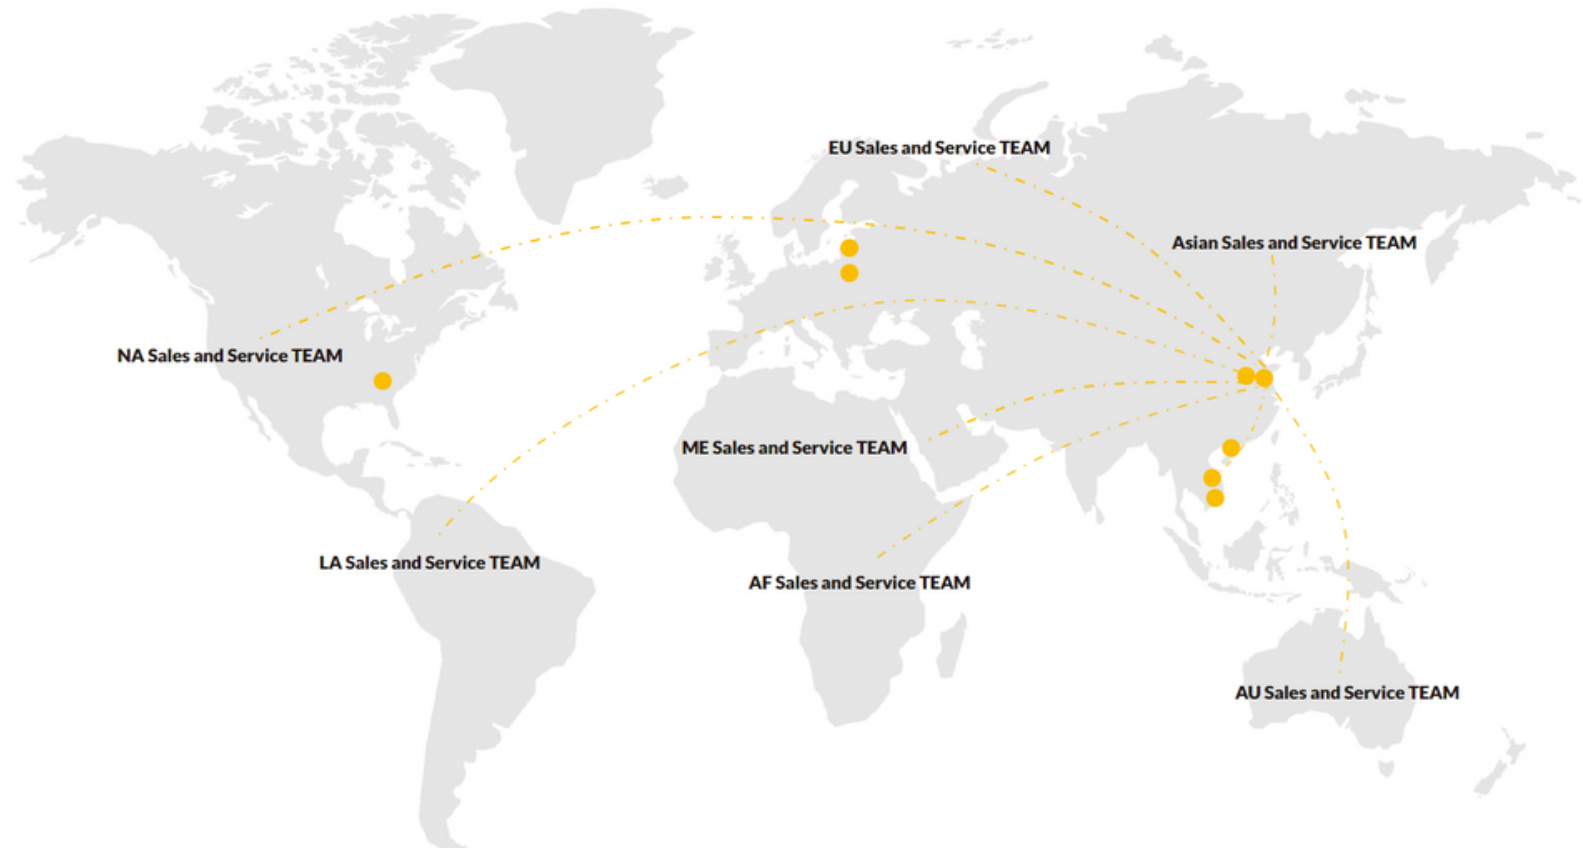 EU Sales and Service TEAM
Asian Sales and Service TEAM
NA Sales and Service TEAM
ME Sales and Service TEAM
LA Sales and Service TEAM
AF Sales and Service TEAM
AU Sales and Service TEAM